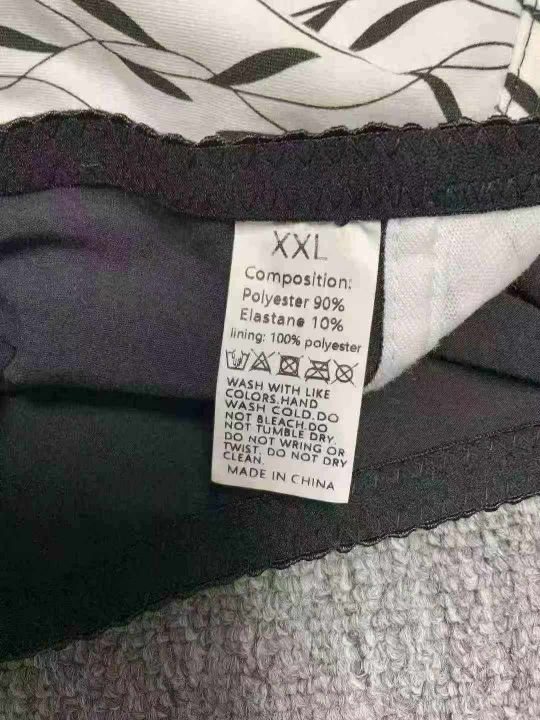 XXL
Composition:
Polyester 90%
Elastane 10%
lining: 100% polyester
WASH WITH LIKE
COLORS.HAND
WASH COLD.DO
NOT BLEACH.DO
NOT TUMBLE DRY.
DO NOT WRING OR
TWIST. DO NOT DRY
CLEAN.
MADE IN CHINA